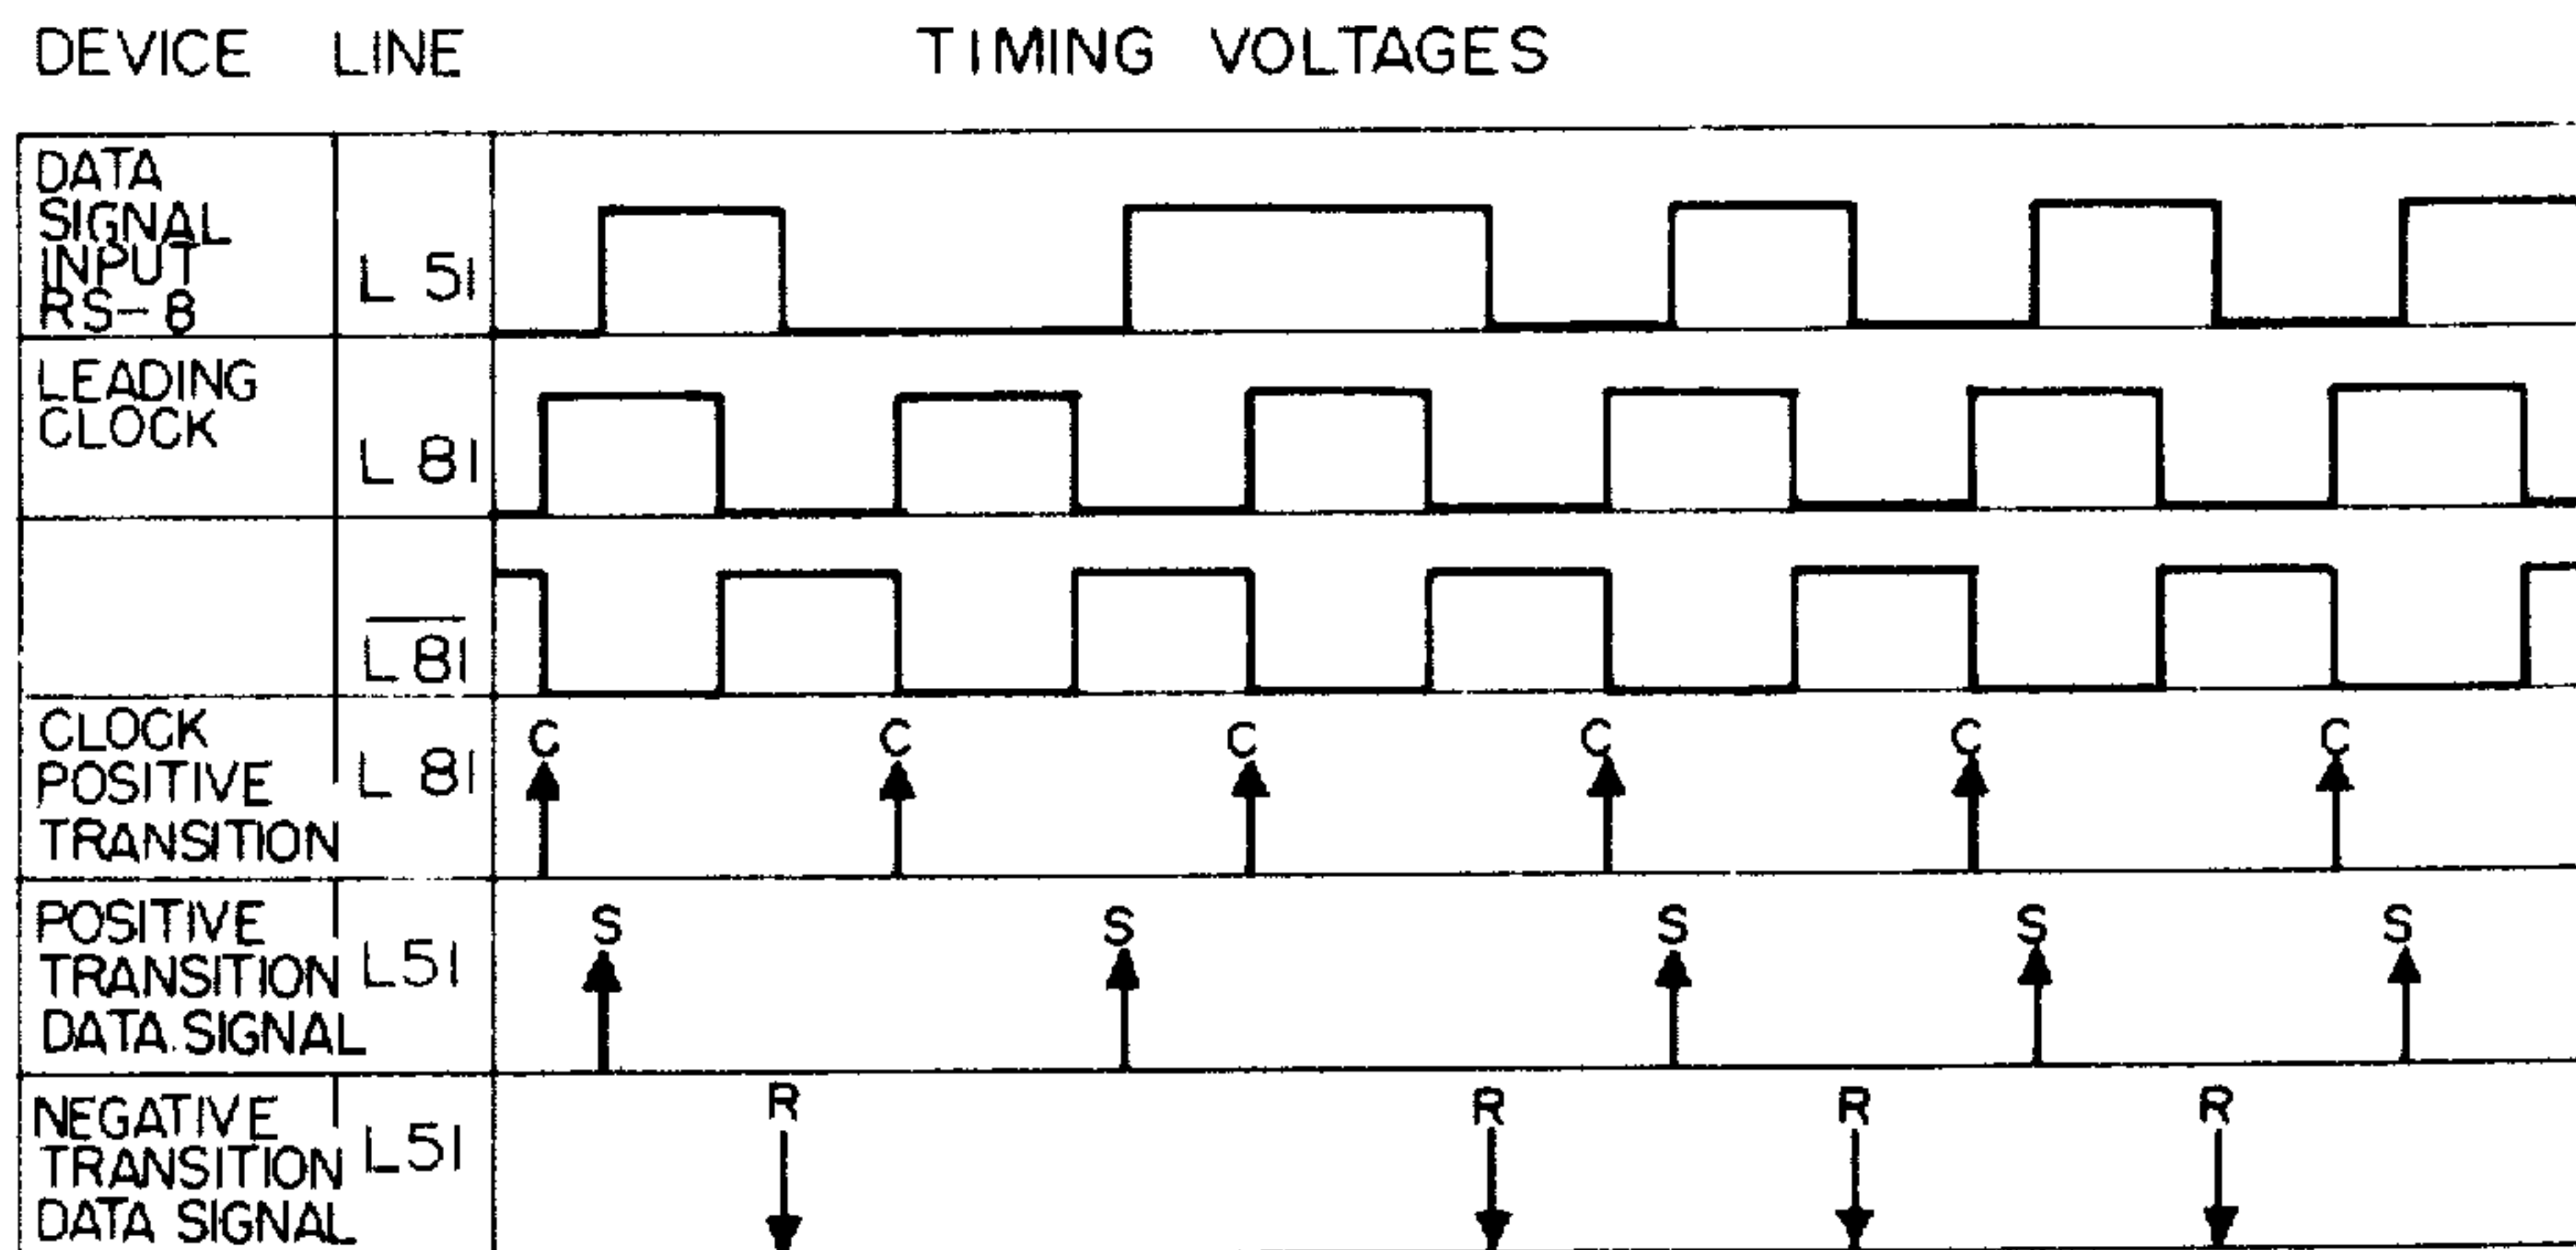 DEVICE LINE TIMING VOLTAGES
DATA
SIGNAL
INPUT
RS-8
L 51
LEADING
CLOCK
L 81
L 81
CLOCK
POSITIVE
TRANSITION
L 81
C C C C C C
POSITIVE
TRANSITION
DATA SIGNAL
L51
S S S S S
NEGATIVE
TRANSITION
DATA SIGNAL
L51
R R R R